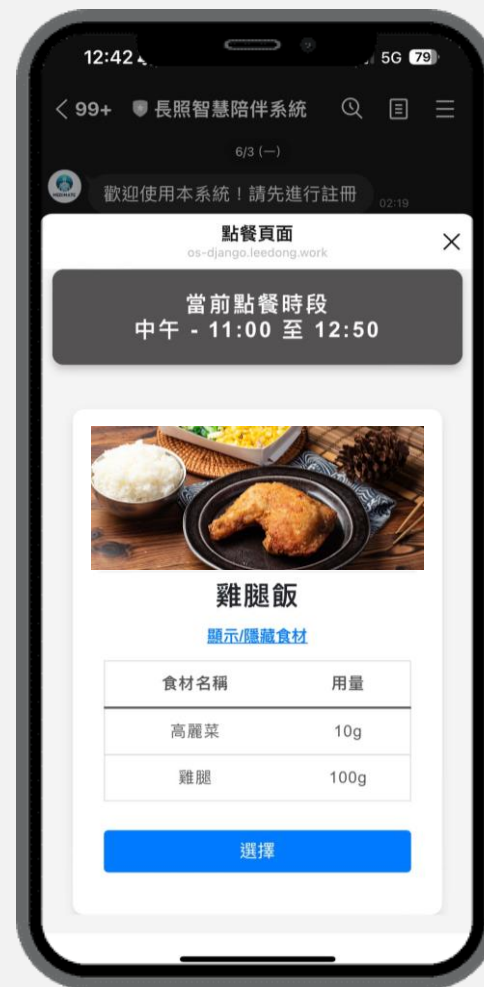 12:42
5G 79
99+ 長照智慧陪伴系統
6/3 (一)
歡迎使用本系統！請先進行註冊 02:19
點餐頁面
os-django.leedong.work
當前點餐時段
中午 - 11:00 至 12:50
雞腿飯
顯示/隱藏食材
食材名稱 用量
高麗菜 10g
雞腿 100g
選擇